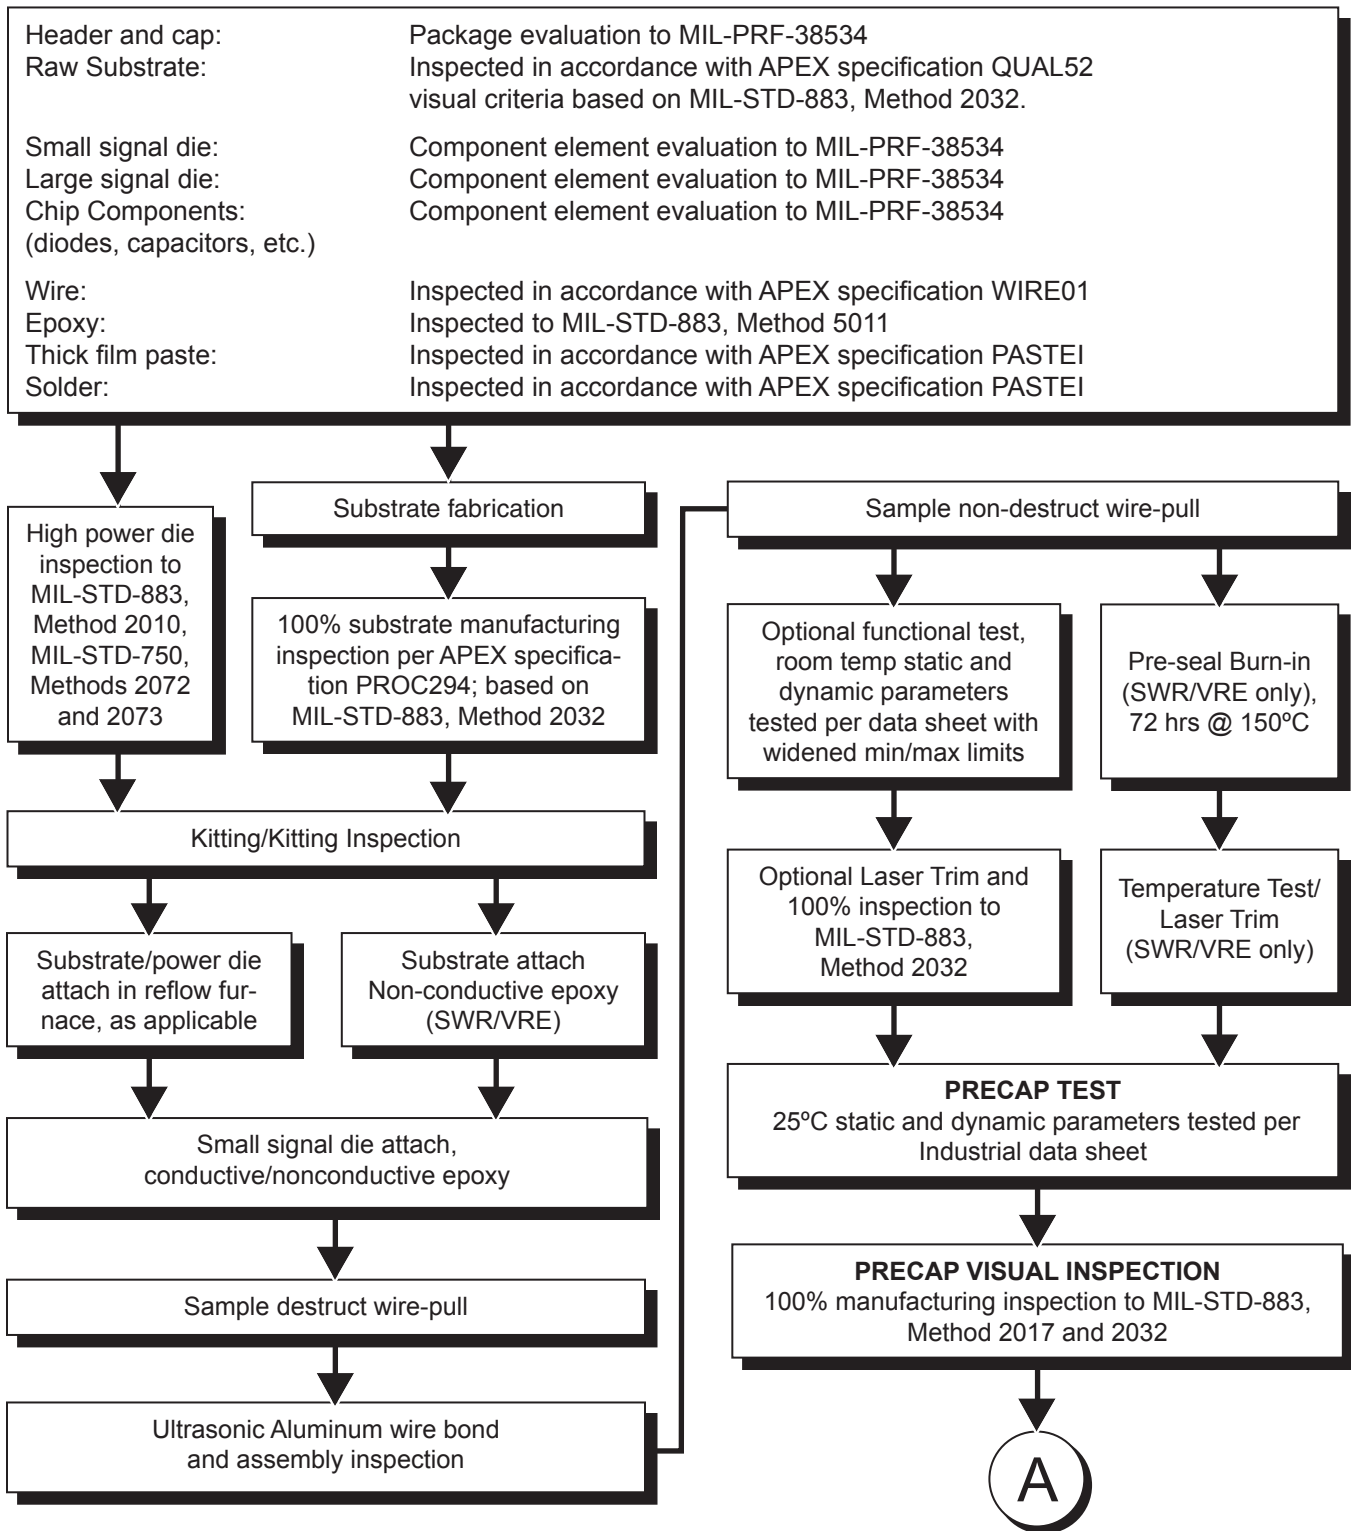 Header and cap: Package evaluation to MIL-PRF-38534
Raw Substrate: Inspected in accordance with APEX specification QUAL52
visual criteria based on MIL-STD-883, Method 2032.
Small signal die: Component element evaluation to MIL-PRF-38534
Large signal die: Component element evaluation to MIL-PRF-38534
Chip Components: Component element evaluation to MIL-PRF-38534
(diodes, capacitors, etc.)
Wire: Inspected in accordance with APEX specification WIRE01
Epoxy: Inspected to MIL-STD-883, Method 5011
Thick film paste: Inspected in accordance with APEX specification PASTEI
Solder: Inspected in accordance with APEX specification PASTEI
High power die
inspection to
MIL-STD-883,
Method 2010,
MIL-STD-750,
Methods 2072
and 2073
Substrate fabrication
100% substrate manufacturing
inspection per APEX specifica-
tion PROC294; based on
MIL-STD-883, Method 2032
Kitting/Kitting Inspection
Substrate/power die
attach in reflow fur-
nace, as applicable
Substrate attach
Non-conductive epoxy
(SWR/VRE)
Small signal die attach,
conductive/nonconductive epoxy
Sample destruct wire-pull
Ultrasonic Aluminum wire bond
and assembly inspection
Sample non-destruct wire-pull
Optional functional test,
room temp static and
dynamic parameters
tested per data sheet with
widened min/max limits
Pre-seal Burn-in
(SWR/VRE only),
72 hrs @ 150ºC
Optional Laser Trim and
100% inspection to
MIL-STD-883,
Method 2032
Temperature Test/
Laser Trim
(SWR/VRE only)
PRECAP TEST
25ºC static and dynamic parameters tested per
Industrial data sheet
PRECAP VISUAL INSPECTION
100% manufacturing inspection to MIL-STD-883,
Method 2017 and 2032
A